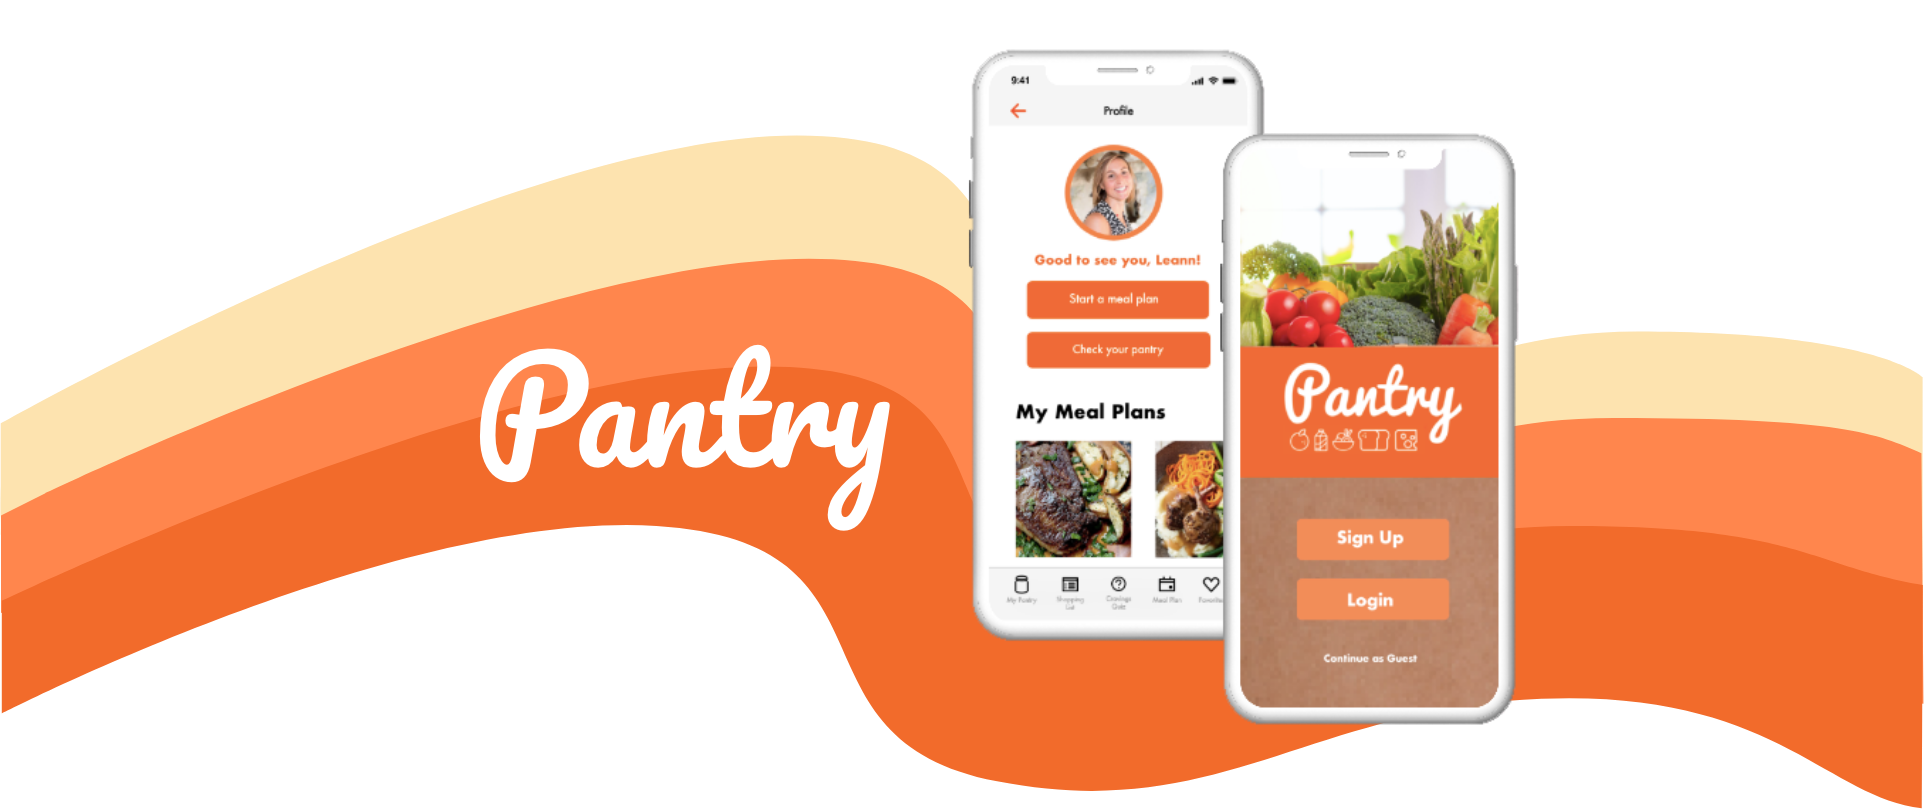 Pantry
9:41
Profile
Good to see you, Leann!
Start a meal plan
Check your pantry
My Meal Plans
My Pantry
Shopping
List
Cravings
Quiz
Meal Plan
Pantry
Sign Up
Login
Continue as Guest